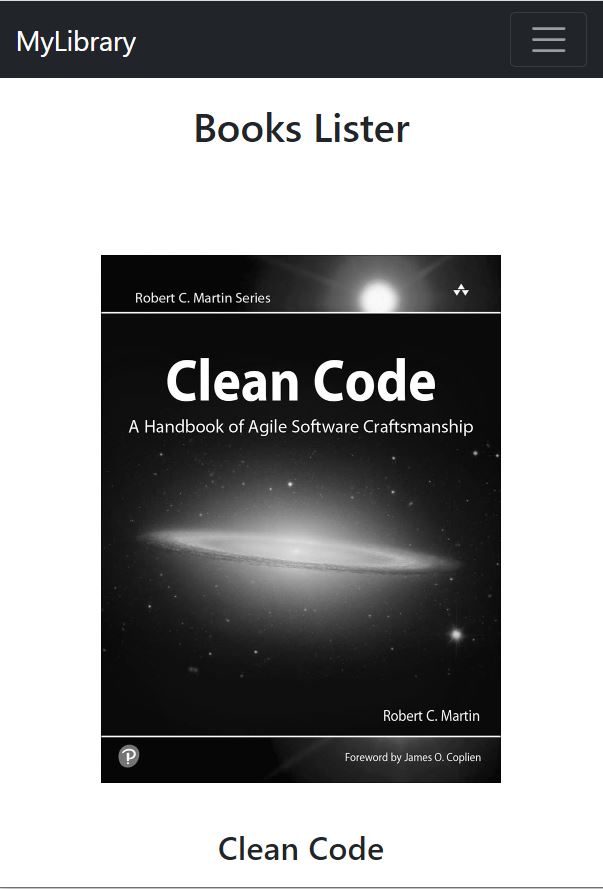 MyLibrary
Books Lister
Robert C. Martin Series
Clean Code
A Handbook of Agile Software Craftsmanship
Robert C. Martin
P
Foreword by James O. Coplien
Clean Code